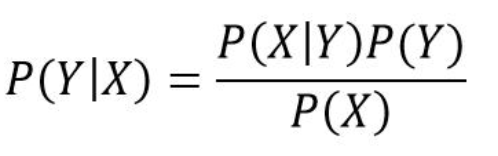 P(Y|X) = P(X|Y)P(Y) / P(X)